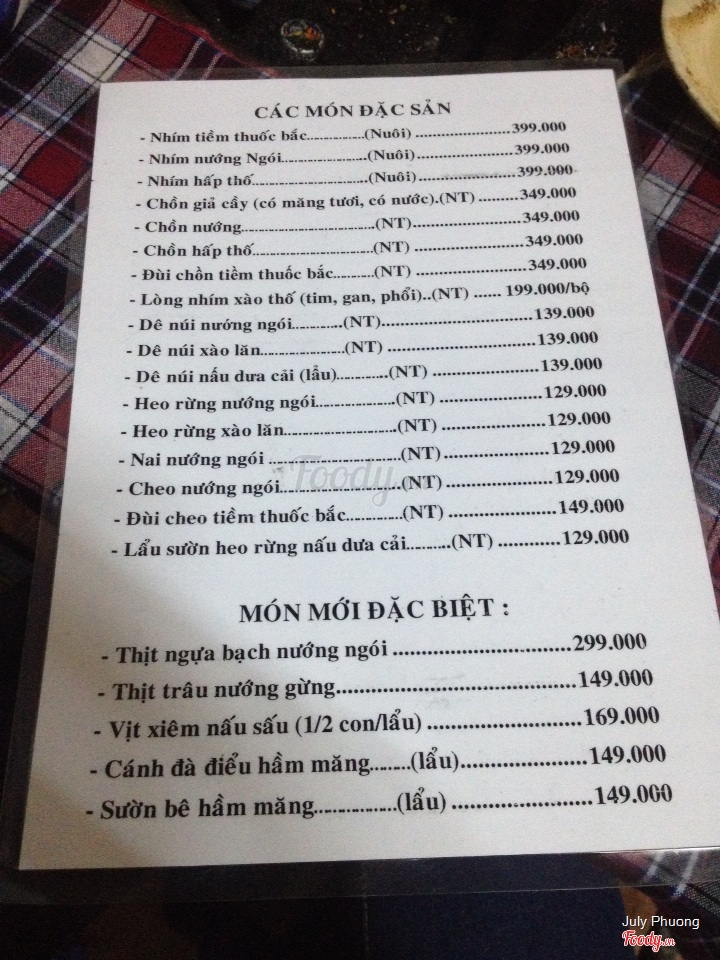 CÁC MÓN ĐẶC SẢN
- Nhím tiềm thuốc bắc................(Nuôi) .......................399.000
- Nhím nướng Ngói........................(Nuôi).......................399.000
- Nhím hấp thố................................(Nuôi).......................399.000
- Chồn giả cầy (có măng tươi, có nước).(NT) .........349.000
- Chồn nướng.....................................(NT).........................349.000
- Chồn hấp thố..................................(NT) .........................349.000
- Đùi chồn tiềm thuốc bắc...........(NT) .........................349.000
- Lòng nhím xào thố (tim, gan, phổi)..(NT) ...... 199.000/bộ
- Dê núi nướng ngói.............(NT)..................................139.000
- Dê núi xào lăn......................(NT) .................................139.000
- Dê núi nấu dưa cải (lẩu).............(NT) .......................139.000
- Heo rừng nướng ngói....................(NT) .....................129.000
- Heo rừng xào lăn............................(NT) .....................129.000
- Nai nướng ngói ................................(NT) .....................129.000
- Cheo nướng ngói.............................(NT) .....................129.000
- Đùi cheo tiềm thuốc bắc..............(NT) .....................149.000
- Lẩu sườn heo rừng nấu dưa cải..........(NT) ............129.000
MÓN MỚI ĐẶC BIỆT :
- Thịt ngựa bạch nướng ngói .................................299.000
- Thịt trâu nướng gừng............................................149.000
- Vịt xiêm nấu sấu (1/2 con/lẩu) ............................169.000
- Cánh đà điểu hầm măng........(lẩu).......................149.000
- Sườn bê hầm măng................(lẩu) ........................149.000
Foody
July Phuong
Foody.vn